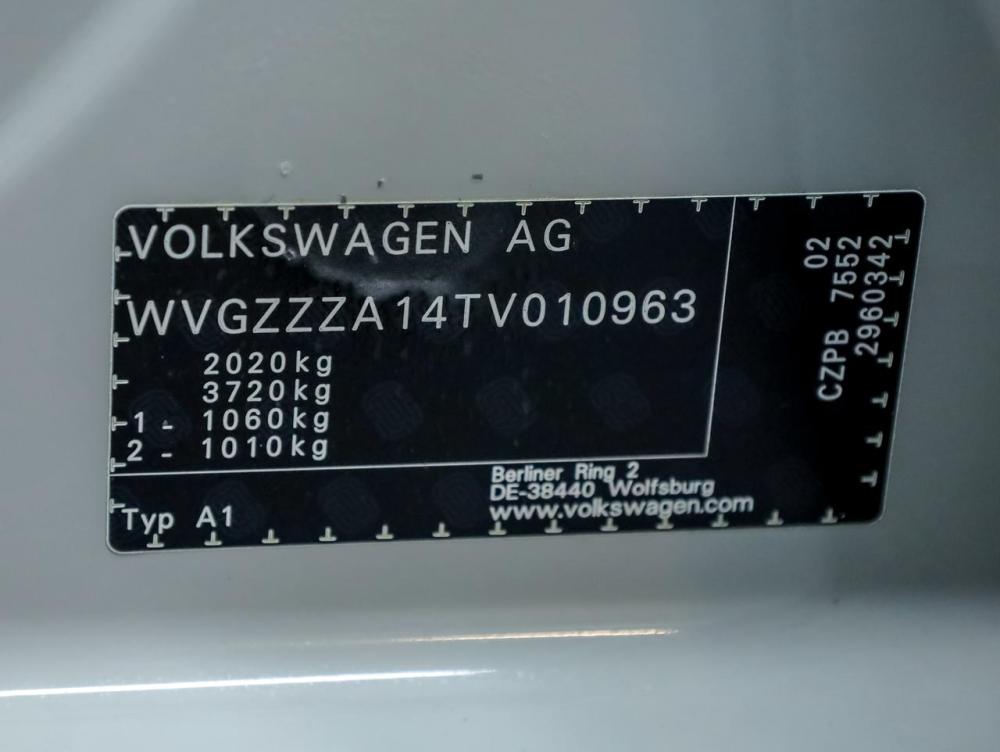 VOLKSWAGEN AG
WVGZZZA14TV010963
2020kg
3720kg
1 - 1060kg
2 - 1010kg
Typ A1
Berliner Ring 2
DE-38440 Wolfsburg
www.volkswagen.com
02
CZPB 7552
2960342